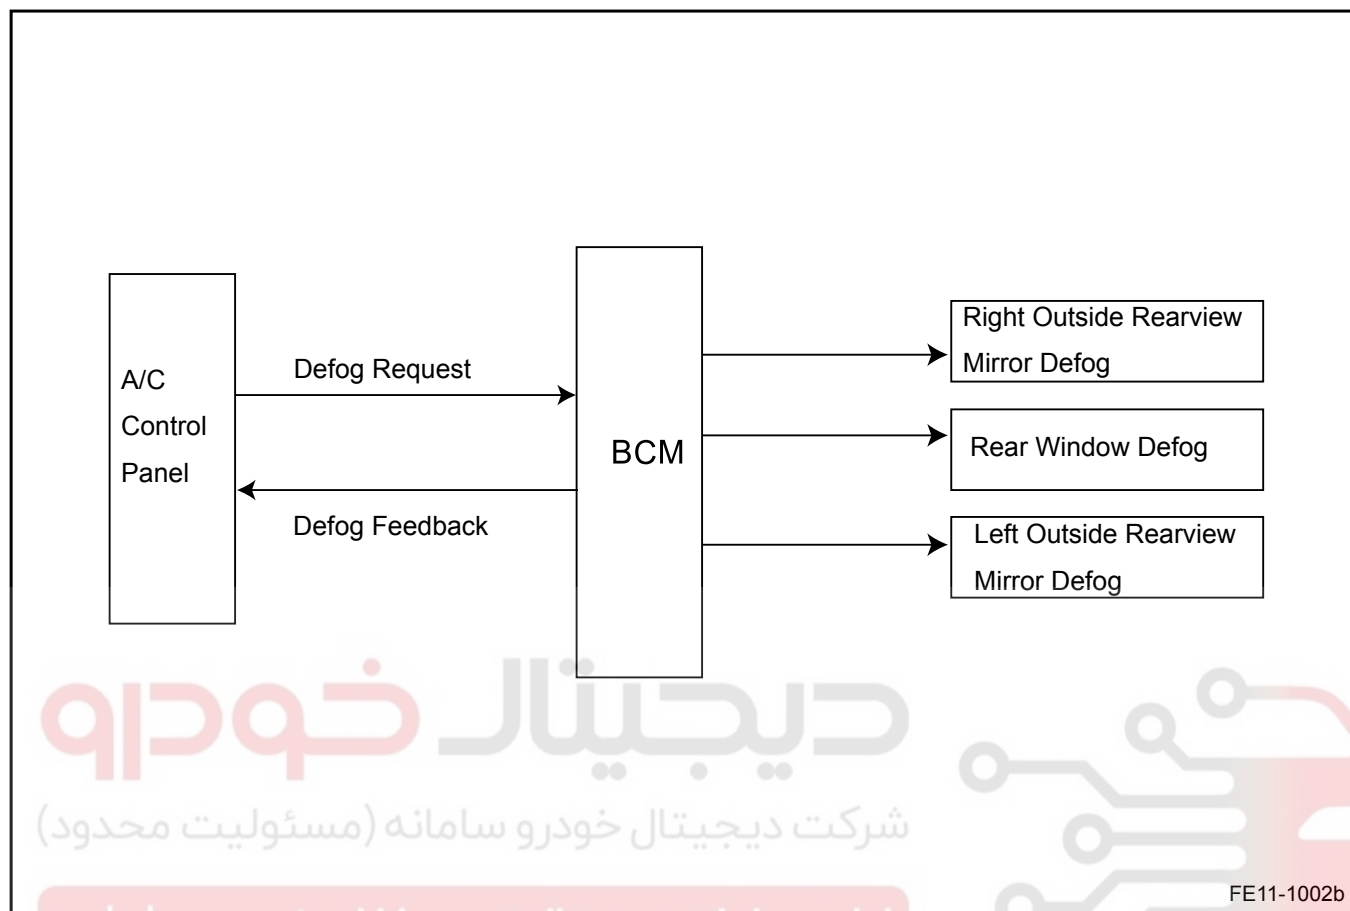 A/C
Control
Panel
Defog Request
Defog Feedback
BCM
Right Outside Rearview
Mirror Defog
Rear Window Defog
Left Outside Rearview
Mirror Defog
دیجیتال خودرو
شرکت دیجیتال خودرو سامانه (مسئولیت محدود)
FE11-1002b